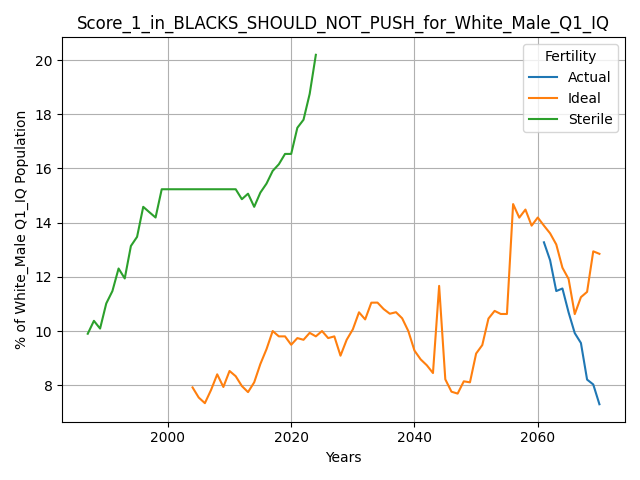 Score_1_in_BLACKS_SHOULD_NOT_PUSH_for_White_Male_Q1_IQ
% of White_Male Q1_IQ Population
20
18
16
14
12
10
8
Fertility
Actual
Ideal
Sterile
2000 2020 2040 2060
Years